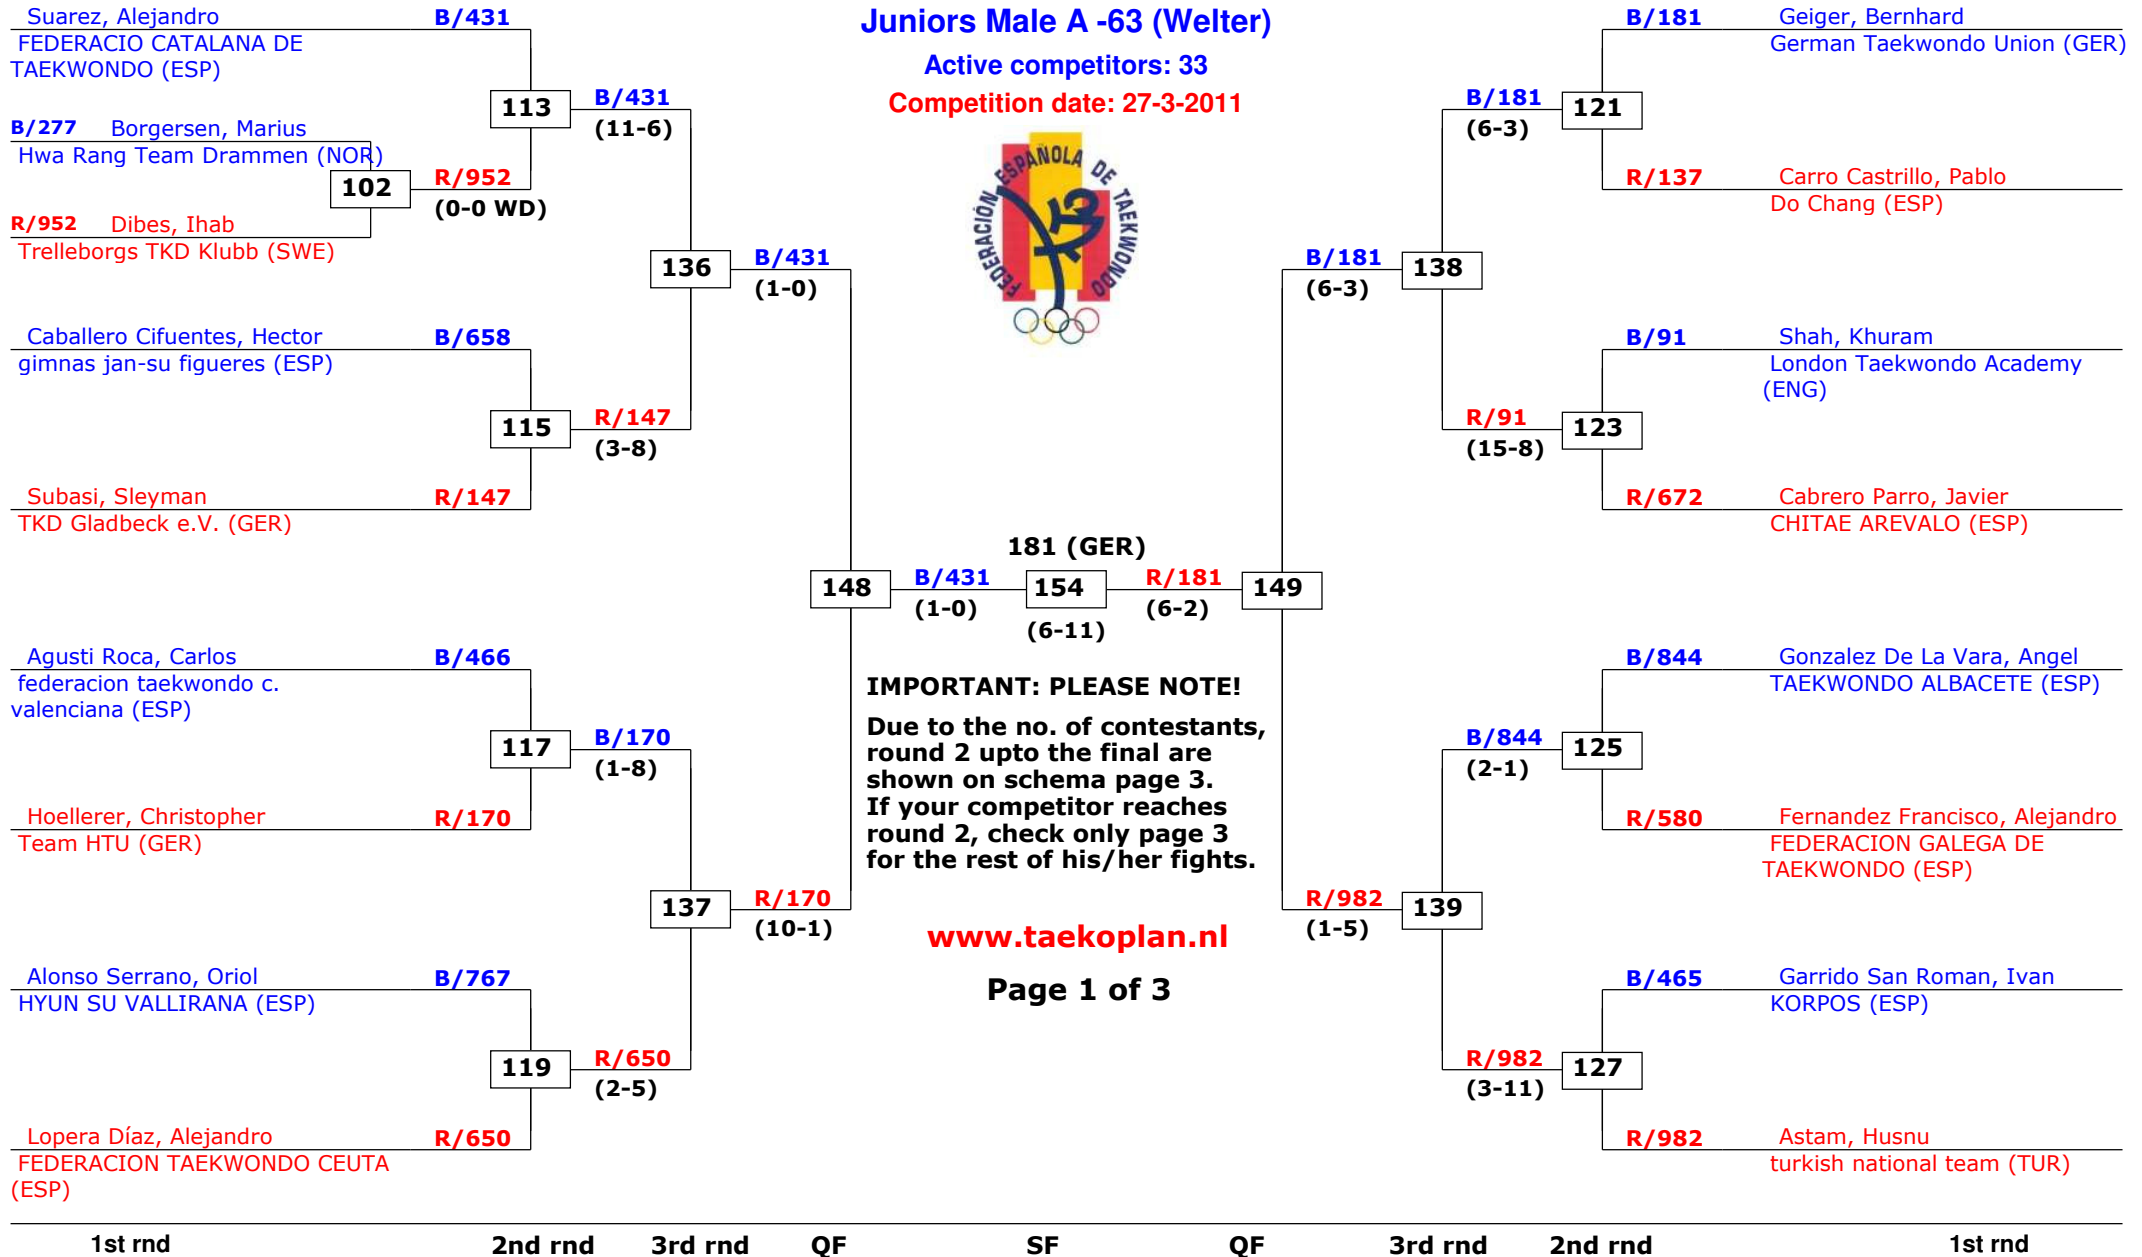 Juniors Male A -63 (Welter)
Active competitors: 33
Competition date: 27-3-2011
FEDERACIÓN ESPAÑOLA DE TAEKWONDO
Suarez, Alejandro B/431
FEDERACIO CATALANA DE
TAEKWONDO (ESP)
113
B/431
(11-6)
B/277 Borgersen, Marius
Hwa Rang Team Drammen (NOR)
102
R/952
(0-0 WD)
R/952 Dibes, Ihab
Trelleborgs TKD Klubb (SWE)
136
B/431
(1-0)
Caballero Cifuentes, Hector B/658
gimnas jan-su figueres (ESP)
115
R/147
(3-8)
Subasi, Sleyman R/147
TKD Gladbeck e.V. (GER)
148
B/431
(1-0)
Agusti Roca, Carlos B/466
federacion taekwondo c.
valenciana (ESP)
117
B/170
(1-8)
Hoellerer, Christopher R/170
Team HTU (GER)
137
R/170
(10-1)
Alonso Serrano, Oriol B/767
HYUN SU VALLIRANA (ESP)
119
R/650
(2-5)
Lopera Díaz, Alejandro R/650
FEDERACION TAEKWONDO CEUTA
(ESP)
181 (GER)
154
(6-11)
IMPORTANT: PLEASE NOTE!
Due to the no. of contestants,
round 2 upto the final are
shown on schema page 3.
If your competitor reaches
round 2, check only page 3
for the rest of his/her fights.
www.taekoplan.nl
Page 1 of 3
R/181
(6-2)
149
B/181 Geiger, Bernhard
German Taekwondo Union (GER)
B/181
(6-3)
121
R/137 Carro Castrillo, Pablo
Do Chang (ESP)
B/181
(6-3)
138
B/91 Shah, Khuram
London Taekwondo Academy
(ENG)
R/91
(15-8)
123
R/672 Cabrero Parro, Javier
CHITAE AREVALO (ESP)
B/844 Gonzalez De La Vara, Angel
TAEKWONDO ALBACETE (ESP)
B/844
(2-1)
125
R/580 Fernandez Francisco, Alejandro
FEDERACION GALEGA DE
TAEKWONDO (ESP)
R/982
(1-5)
139
B/465 Garrido San Roman, Ivan
KORPOS (ESP)
R/982
(3-11)
127
R/982 Astam, Husnu
turkish national team (TUR)
1st rnd 2nd rnd 3rd rnd QF SF QF 3rd rnd 2nd rnd 1st rnd